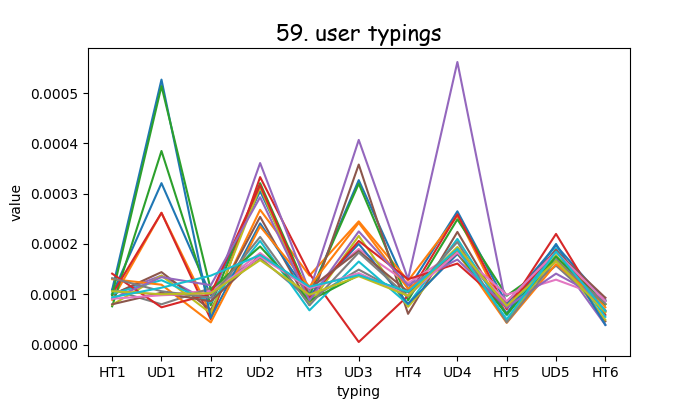 59. user typings
value
0.0005
0.0004
0.0003
0.0002
0.0001
0.0000
HT1 UD1 HT2 UD2 HT3 UD3 HT4 UD4 HT5 UD5 HT6
typing